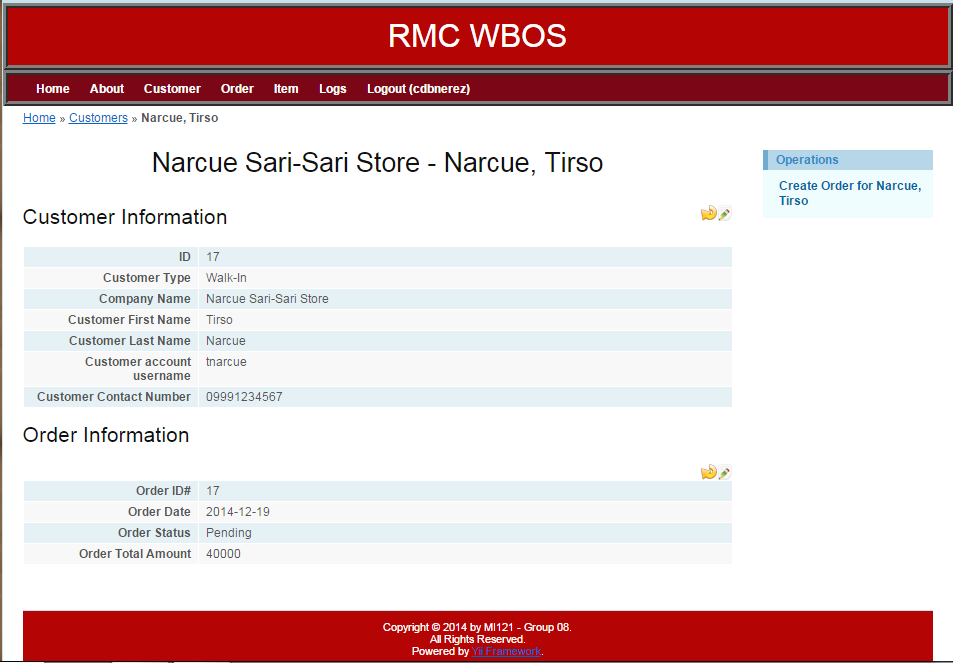 RMC WBOS
Home About Customer Order Item Logs Logout (cdbnerez)
Home » Customers » Narcue, Tirso
Narcue Sari-Sari Store - Narcue, Tirso
Operations
Create Order for Narcue,
Tirso
Customer Information
ID 17
Customer Type Walk-In
Company Name Narcue Sari-Sari Store
Customer First Name Tirso
Customer Last Name Narcue
Customer account tnarcue
username
Customer Contact Number 09991234567
Order Information
Order ID# 17
Order Date 2014-12-19
Order Status Pending
Order Total Amount 40000
Copyright © 2014 by MI121 - Group 08.
All Rights Reserved.
Powered by Yii Framework.